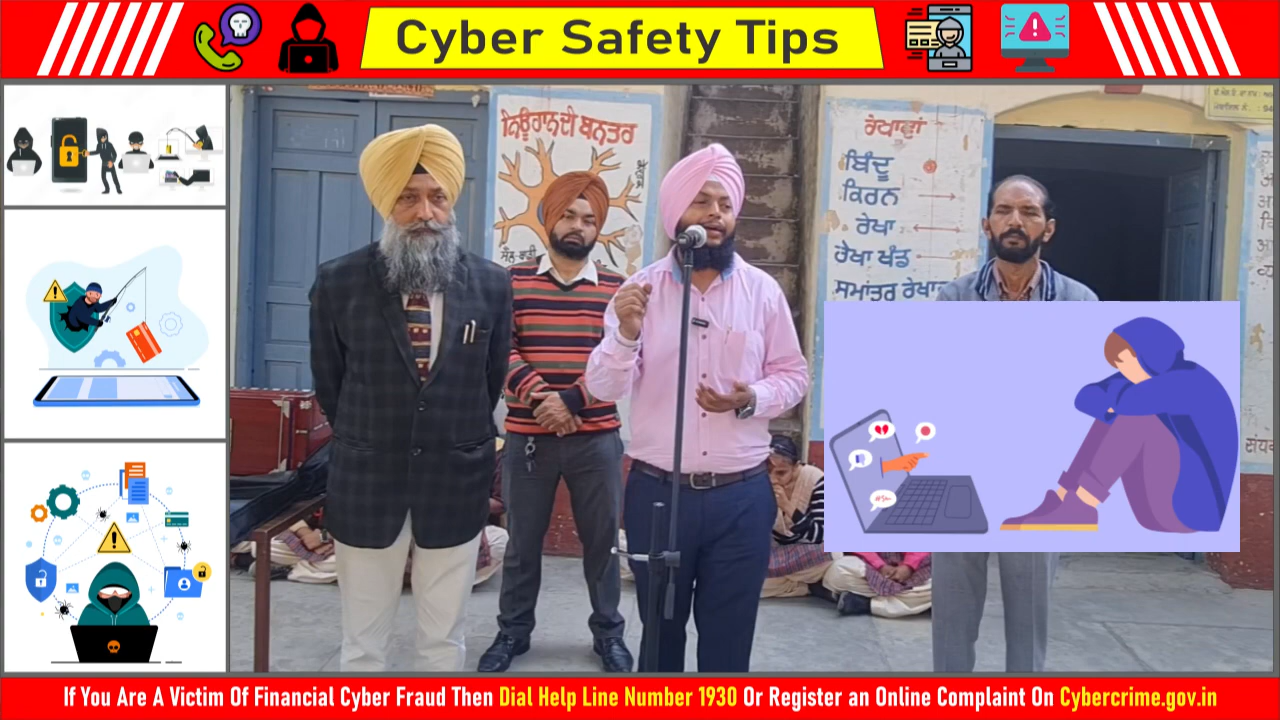 Cyber Safety Tips
ਨਿਊਰਾਨ ਦੀ ਬਨਤਰ
ਰੇਖਾਵਾਂ
ਬਿੰਦੂ
ਕਿਰਨ
ਰੇਖਾ
ਰੇਖਾ ਖੰਡ
ਸਮਾਂਤਰ ਰੇਖਾ
If You Are A Victim Of Financial Cyber Fraud Then Dial Help Line Number 1930 Or Register an Online Complaint On Cybercrime.gov.in